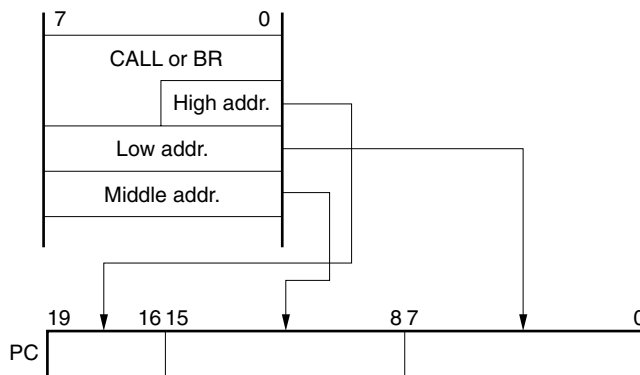 7 0
CALL or BR
High addr.
Low addr.
Middle addr.
19 16 15 8 7 0
PC